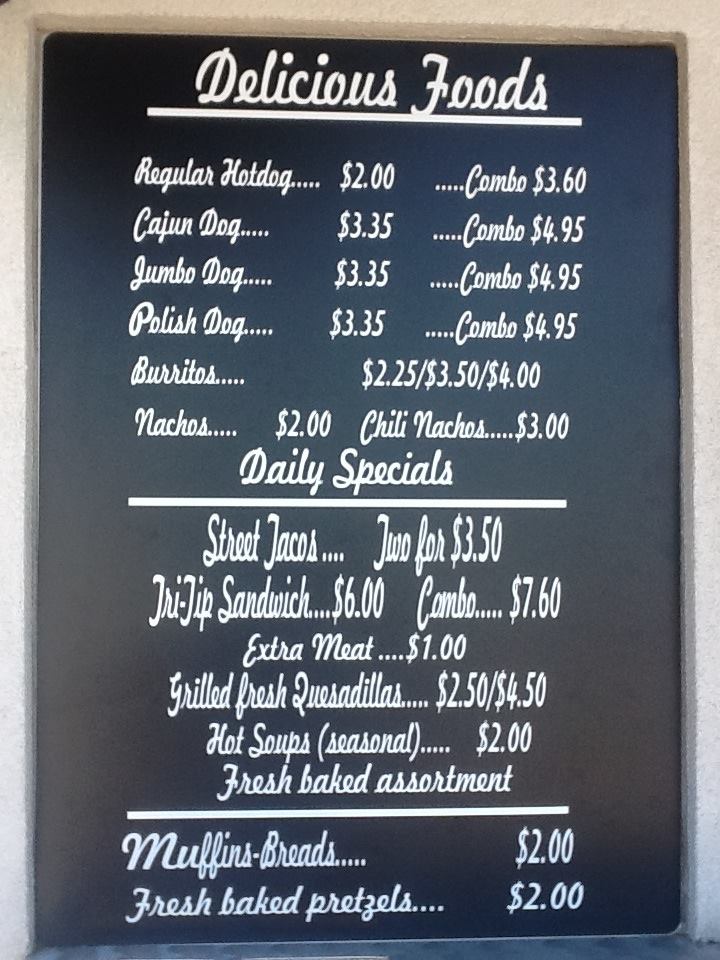 Delicious Foods
Regular Hotdog..... $2.00 .....Combo $3.60
Cajun Dog..... $3.35 .....Combo $4.95
Jumbo Dog..... $3.35 .....Combo $4.95
Polish Dog..... $3.35 .....Combo $4.95
Burritos..... $2.25/$3.50/$4.00
Nachos..... $2.00 Chili Nachos.....$3.00
Daily Specials
Street Tacos .... Two for $3.50
Tri-Tip Sandwich....$6.00 Combo..... $7.60
Extra Meat ....$1.00
Grilled fresh Quesadillas..... $2.50/$4.50
Hot Soups (seasonal)..... $2.00
Fresh baked assortment
Muffins-Breads..... $2.00
Fresh baked pretzels.... $2.00